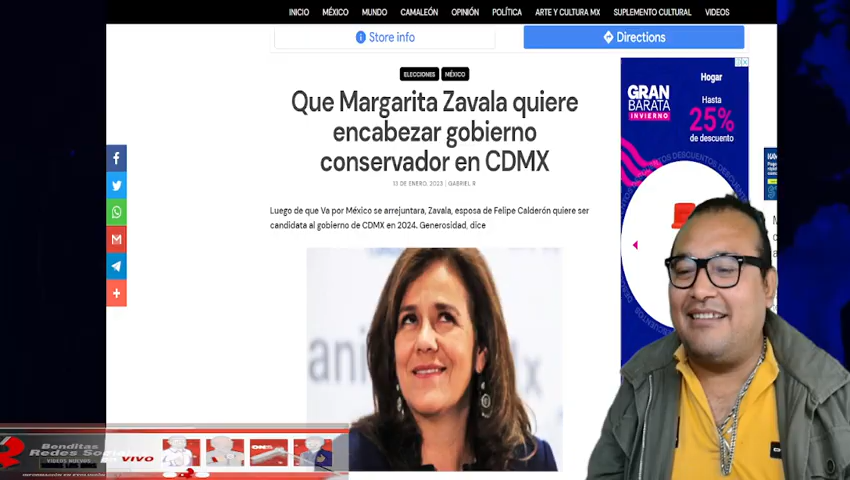 INICIO MÉXICO MUNDO CAMALEÓN OPINIÓN POLÍTICA ARTE Y CULTURA MX SUPLEMENTO CULTURAL VIDEOS
Store info
Directions
ELECCIONES MÉXICO
Que Margarita Zavala quiere
encabezar gobierno
conservador en CDMX
13 DE ENERO, 2023 | GABRIEL R
Luego de que Va por México se arrejuntara, Zavala, esposa de Felipe Calderón quiere ser
candidata al gobierno de CDMX en 2024. Generosidad, dice
GRAN
BARATA
INVIERNO
Hogar
Hasta
25%
de descuento
Benditas
Redes Sociales
EN VIVO